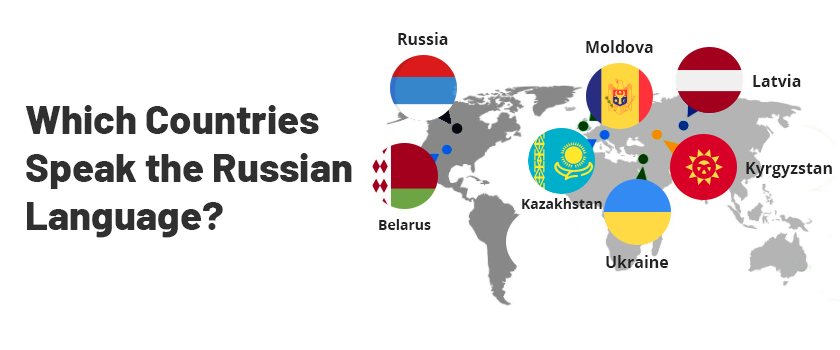 Which Countries
Speak the Russian
Language?
Russia
Moldova
Latvia
Kyrgyzstan
Kazakhstan
Belarus
Ukraine